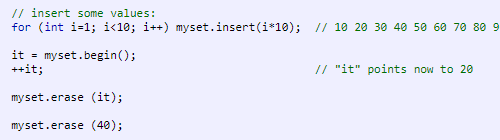 // insert some values:
for (int i=1; i<10; i++) myset.insert(i*10);  // 10 20 30 40 50 60 70 80 9
it = myset.begin();
++it;                                         // "it" points now to 20
myset.erase (it);
myset.erase (40);